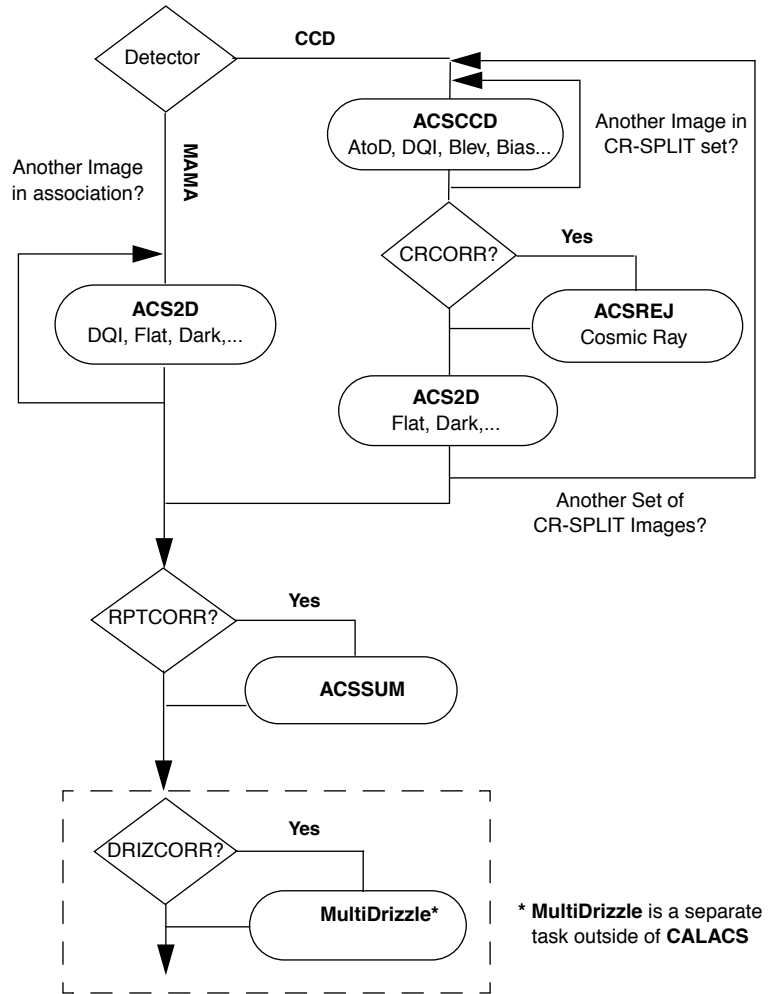 CCD
Detector
ACSCCD
AtoD, DQI, Blev, Bias...
Another Image in
CR-SPLIT set?
Another Image
in association?
MAMA
CRCORR?
Yes
ACS2D
DQI, Flat, Dark,...
ACSREJ
Cosmic Ray
ACS2D
Flat, Dark,...
Another Set of
CR-SPLIT Images?
RPTCORR?
Yes
ACSSUM
DRIZCORR?
Yes
MultiDrizzle*
* MultiDrizzle is a separate
task outside of CALACS